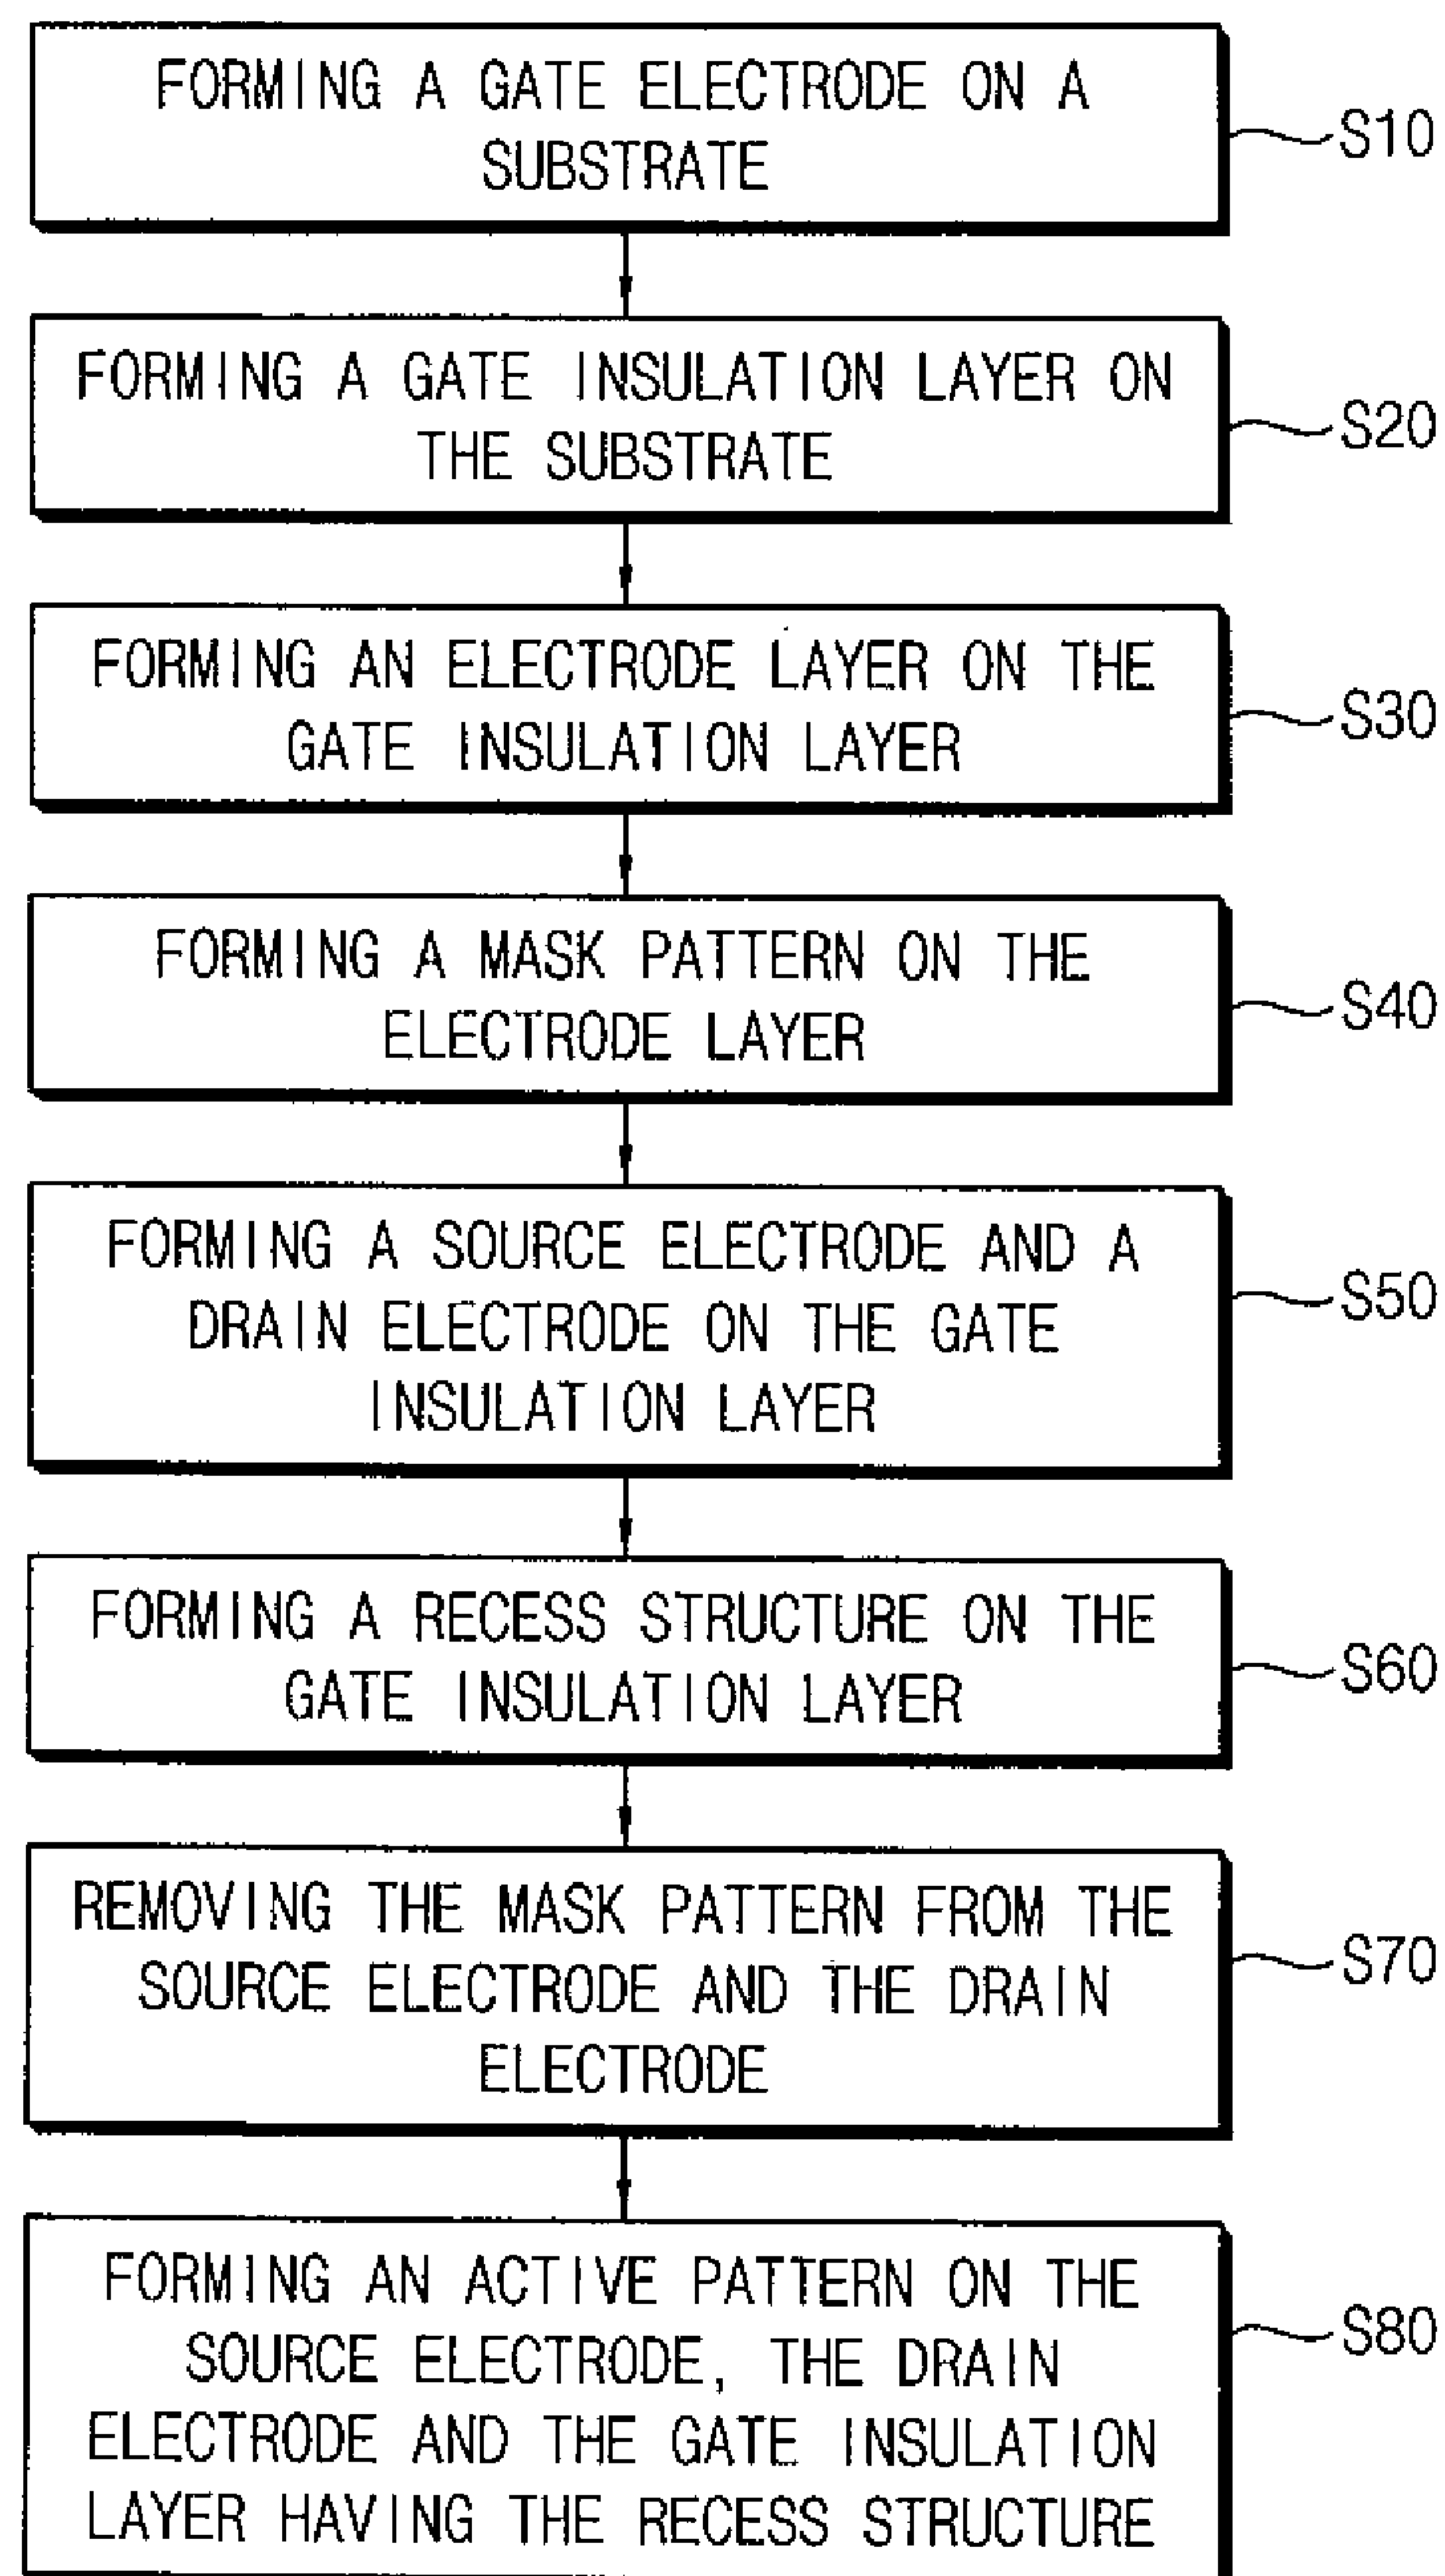 FORMING A GATE ELECTRODE ON A
SUBSTRATE
S10
FORMING A GATE INSULATION LAYER ON
THE SUBSTRATE
S20
FORMING AN ELECTRODE LAYER ON THE
GATE INSULATION LAYER
S30
FORMING A MASK PATTERN ON THE
ELECTRODE LAYER
S40
FORMING A SOURCE ELECTRODE AND A
DRAIN ELECTRODE ON THE GATE
INSULATION LAYER
S50
FORMING A RECESS STRUCTURE ON THE
GATE INSULATION LAYER
S60
REMOVING THE MASK PATTERN FROM THE
SOURCE ELECTRODE AND THE DRAIN
ELECTRODE
S70
FORMING AN ACTIVE PATTERN ON THE
SOURCE ELECTRODE, THE DRAIN
ELECTRODE AND THE GATE INSULATION
LAYER HAVING THE RECESS STRUCTURE
S80